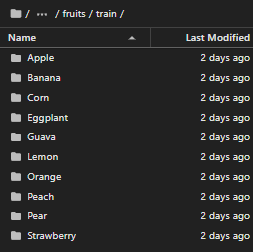 / ··· / fruits / train /
Name Last Modified
Apple 2 days ago
Banana 2 days ago
Corn 2 days ago
Eggplant 2 days ago
Guava 2 days ago
Lemon 2 days ago
Orange 2 days ago
Peach 2 days ago
Pear 2 days ago
Strawberry 2 days ago